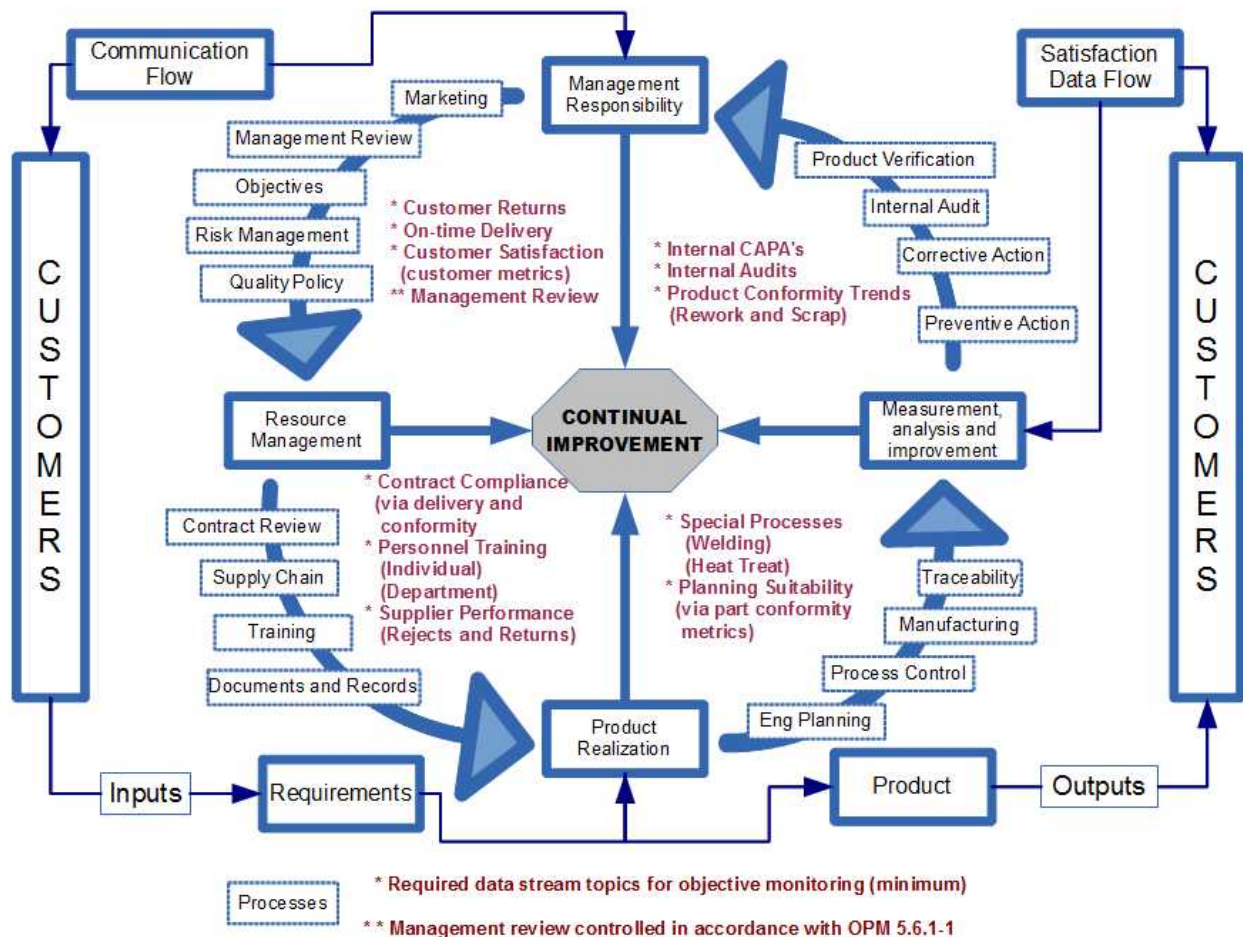 Communication
Flow
Management
Responsibility
Satisfaction
Data Flow
Marketing
Management Review
Objectives
Risk Management
Quality Policy
* Customer Returns
* On-time Delivery
* Customer Satisfaction
(customer metrics)
** Management Review
* Internal CAPA's
* Internal Audits
* Product Conformity Trends
(Rework and Scrap)
Product Verification
Internal Audit
Corrective Action
Preventive Action
CUSTOMERS
Resource
Management
CONTINUAL
IMPROVEMENT
Measurement,
analysis and
improvement
CUSTOMERS
Contract Review
Supply Chain
Training
Documents and Records
* Contract Compliance
(via delivery and
conformity
* Personnel Training
(Individual)
(Department)
* Supplier Performance
(Rejects and Returns)
* Special Processes
(Welding)
(Heat Treat)
* Planning Suitability
(via part conformity
metrics)
Traceability
Manufacturing
Process Control
Eng Planning
Product
Realization
Inputs
Requirements
Product
Outputs
Processes
* Required data stream topics for objective monitoring (minimum)
* * Management review controlled in accordance with OPM 5.6.1-1